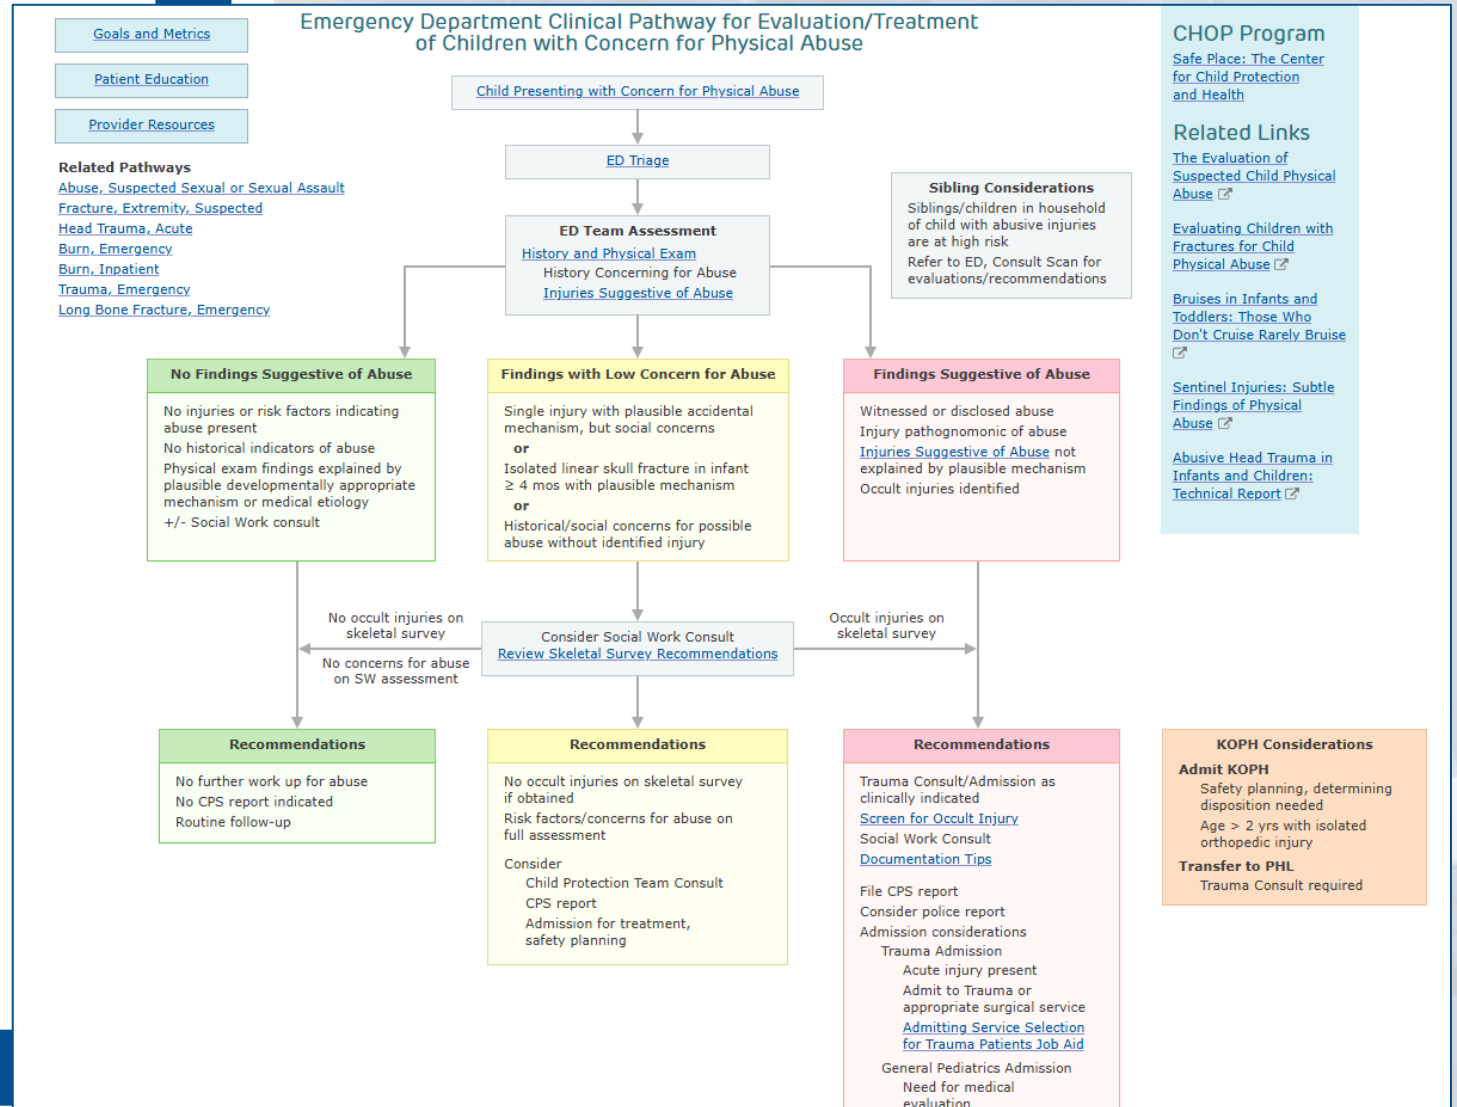 Goals and Metrics
Patient Education
Provider Resources
Related Pathways
Abuse, Suspected Sexual or Sexual Assault
Fracture, Extremity, Suspected
Head Trauma, Acute
Burn, Emergency
Burn, Inpatient
Trauma, Emergency
Long Bone Fracture, Emergency
Emergency Department Clinical Pathway for Evaluation/Treatment
of Children with Concern for Physical Abuse
Child Presenting with Concern for Physical Abuse
ED Triage
ED Team Assessment
History and Physical Exam
History Concerning for Abuse
Injuries Suggestive of Abuse
Sibling Considerations
Siblings/children in household
of child with abusive injuries
are at high risk
Refer to ED, Consult Scan for
evaluations/recommendations
CHOP Program
Safe Place: The Center
for Child Protection
and Health
Related Links
The Evaluation of
Suspected Child Physical
Abuse
Evaluating Children with
Fractures for Child
Physical Abuse
Bruises in Infants and
Toddlers: Those Who
Don't Cruise Rarely Bruise
Sentinel Injuries: Subtle
Findings of Physical
Abuse
Abusive Head Trauma in
Infants and Children:
Technical Report
No Findings Suggestive of Abuse
No injuries or risk factors indicating
abuse present
No historical indicators of abuse
Physical exam findings explained by
plausible developmentally appropriate
mechanism or medical etiology
+/- Social Work consult
Findings with Low Concern for Abuse
Single injury with plausible accidental
mechanism, but social concerns
or
Isolated linear skull fracture in infant
≥ 4 mos with plausible mechanism
or
Historical/social concerns for possible
abuse without identified injury
Findings Suggestive of Abuse
Witnessed or disclosed abuse
Injury pathognomonic of abuse
Injuries Suggestive of Abuse not
explained by plausible mechanism
Occult injuries identified
No occult injuries on
skeletal survey
No concerns for abuse
on SW assessment
Consider Social Work Consult
Review Skeletal Survey Recommendations
Occult injuries on
skeletal survey
Recommendations
No further work up for abuse
No CPS report indicated
Routine follow-up
Recommendations
No occult injuries on skeletal survey
if obtained
Risk factors/concerns for abuse on
full assessment
Consider
Child Protection Team Consult
CPS report
Admission for treatment,
safety planning
Recommendations
Trauma Consult/Admission as
clinically indicated
Screen for Occult Injury
Social Work Consult
Documentation Tips
File CPS report
Consider police report
Admission considerations
Trauma Admission
Acute injury present
Admit to Trauma or
appropriate surgical service
Admitting Service Selection
for Trauma Patients Job Aid
General Pediatrics Admission
Need for medical
evaluation
KOPH Considerations
Admit KOPH
Safety planning, determining
disposition needed
Age > 2 yrs with isolated
orthopedic injury
Transfer to PHL
Trauma Consult required